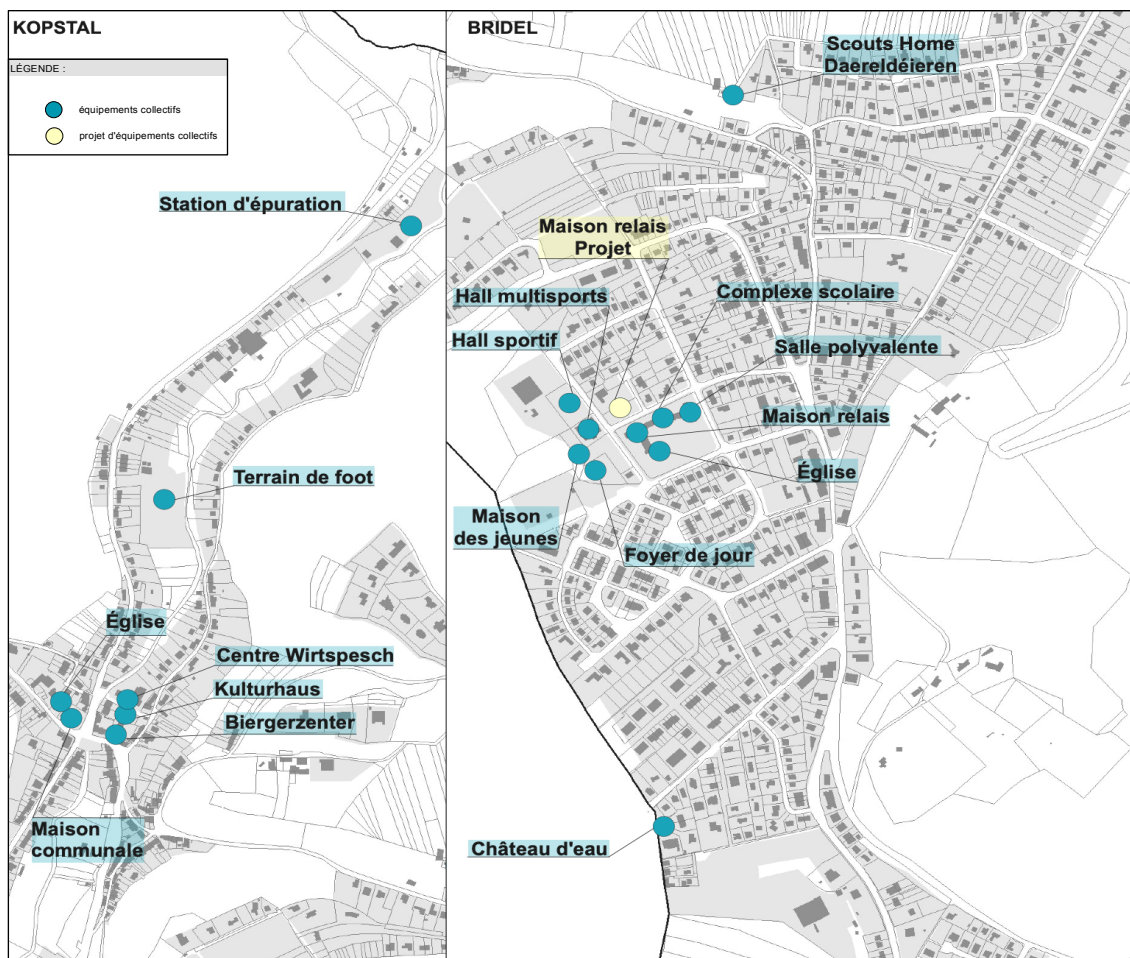 KOPSTAL
LÉGENDE :
équipements collectifs
projet d'équipements collectifs
Station d'épuration
Terrain de foot
Église
Centre Wirtspesch
Kulturhaus
Biergerzenter
Maison
communale
BRIDEL
Scouts Home
Daereldéieren
Maison relais
Projet
Hall multisports
Complexe scolaire
Hall sportif
Salle polyvalente
Maison relais
Église
Maison
des jeunes
Foyer de jour
Château d'eau